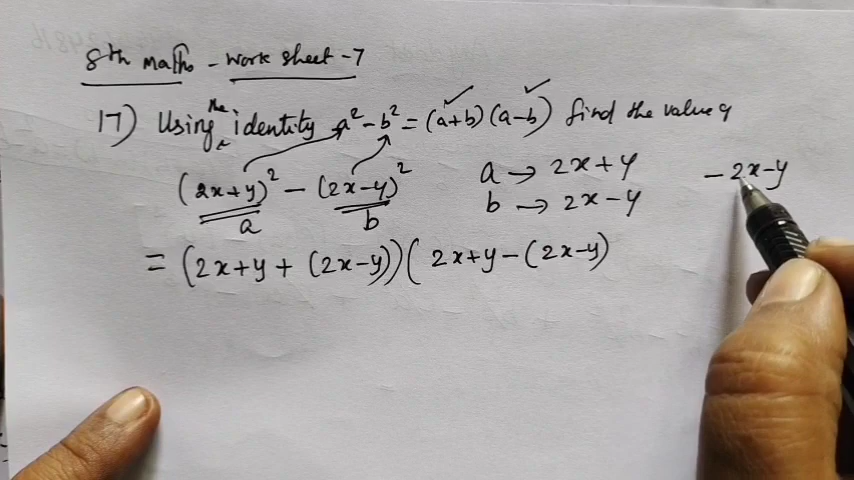 8th maths - work sheet - 7
17) Using the identity a² - b² = (a+b) (a-b) find the value of
(2x+y)² - (2x-y)²
a b
a → 2x + y
b → 2x - y
- 2x - y
= (2x+y + (2x-y)) ( 2x+y - (2x-y)